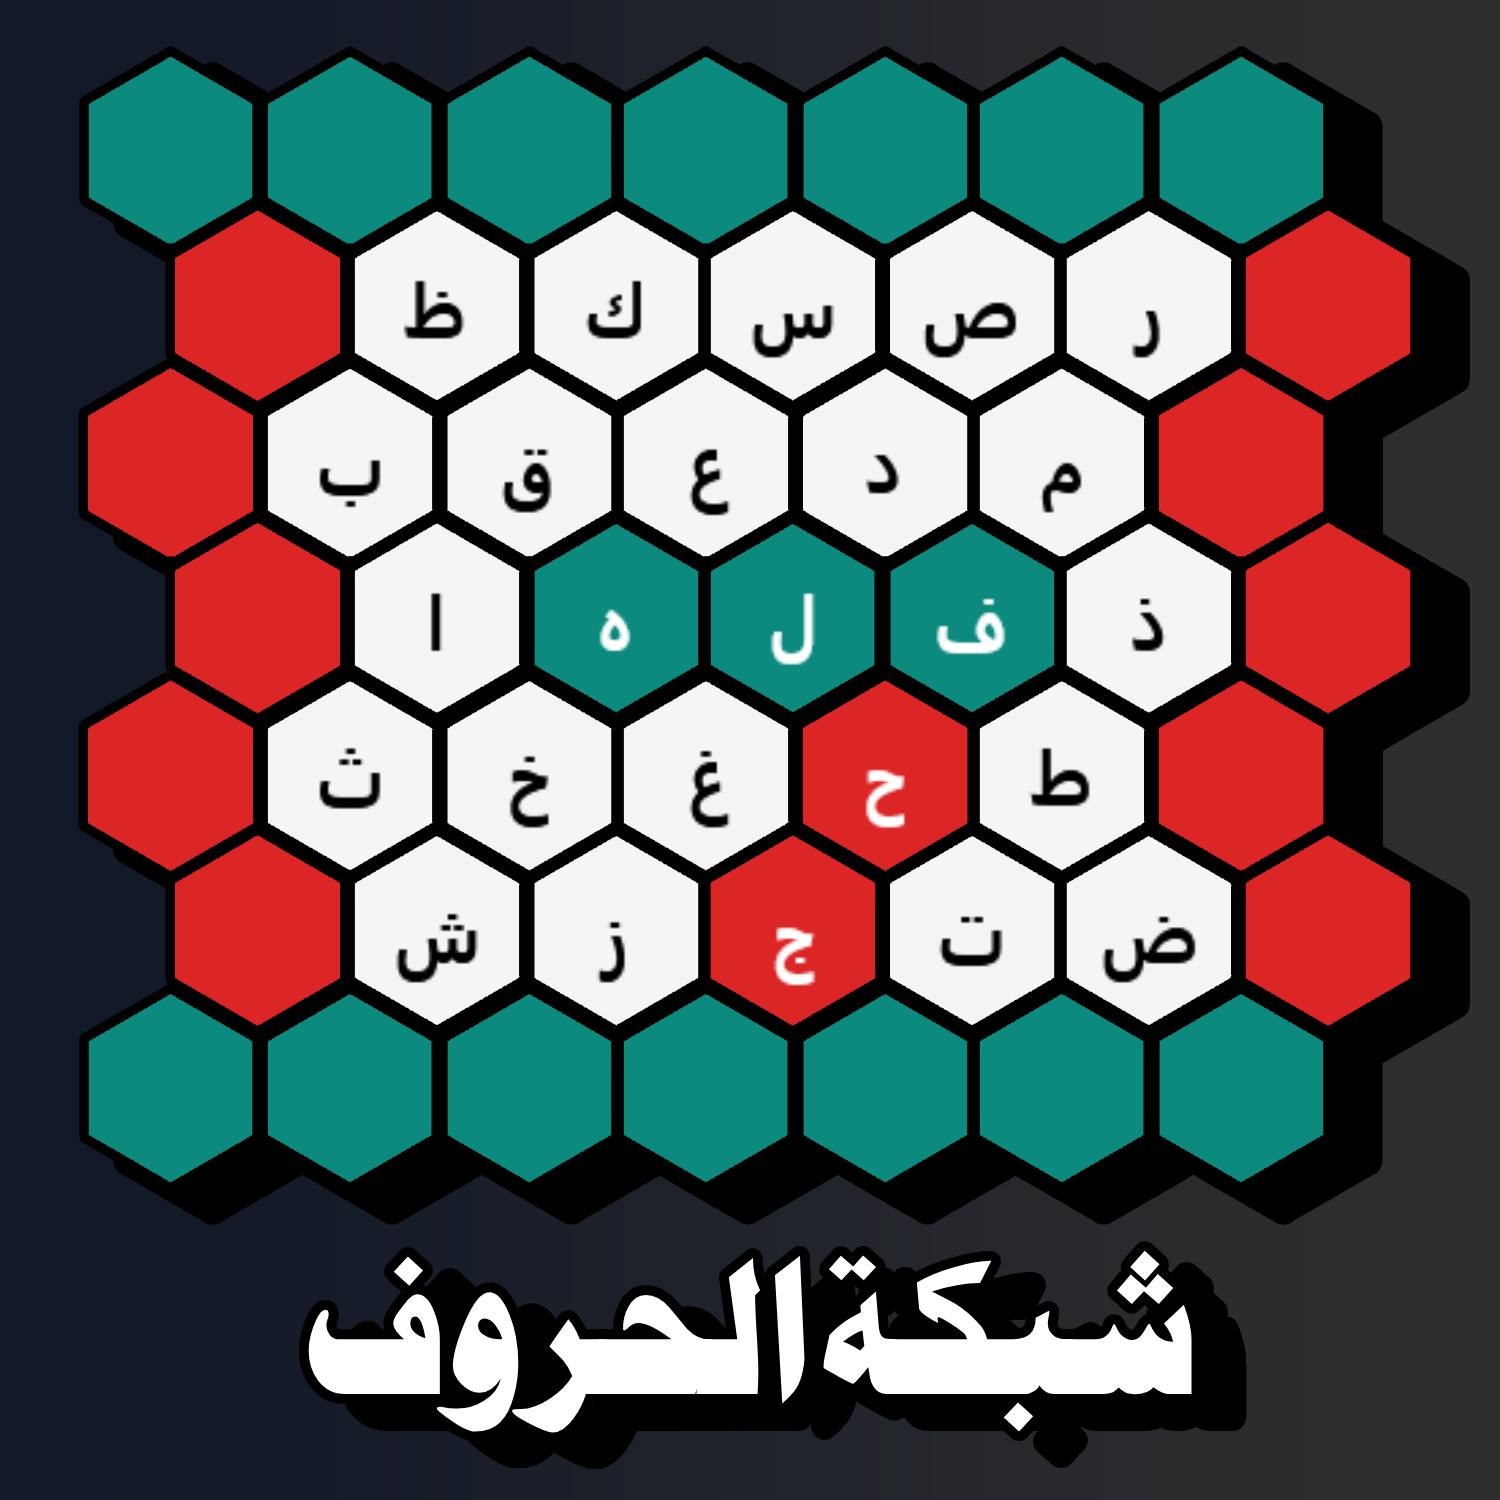 ر ص س ك ظ
م د ع ق ب
ذ ف ل ه ا
ط ح غ خ ث
ض ت ج ز ش
شبكة الحروف